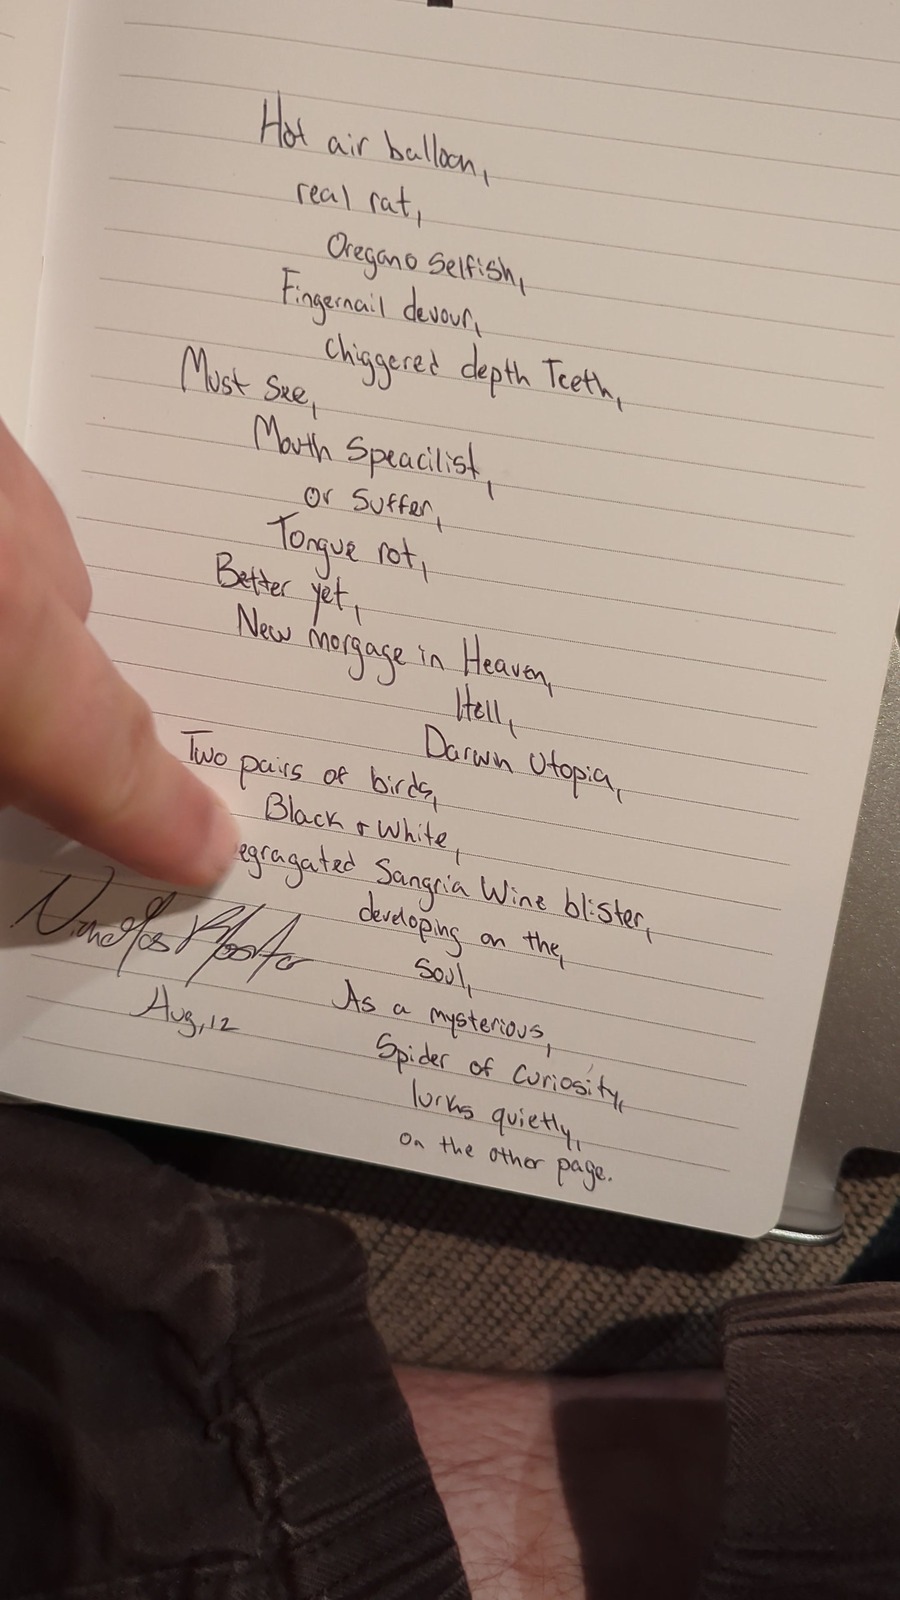 Hot air balloon,
real rat,
Oregano Selfish,
Fingernail devour,
chiggered depth Teeth,
Must See,
Mouth Speacilist,
or Suffer,
Tongue rot,
Better yet,
New morgage in Heaven,
Hell,
Darwin Utopia,
Two pairs of birds,
Black + White,
egragated Sangria Wine blister,
developing on the,
Soul,
As a mysterious,
Spider of Curiosity,
lurks quietly,
on the other page.
Aug, 12